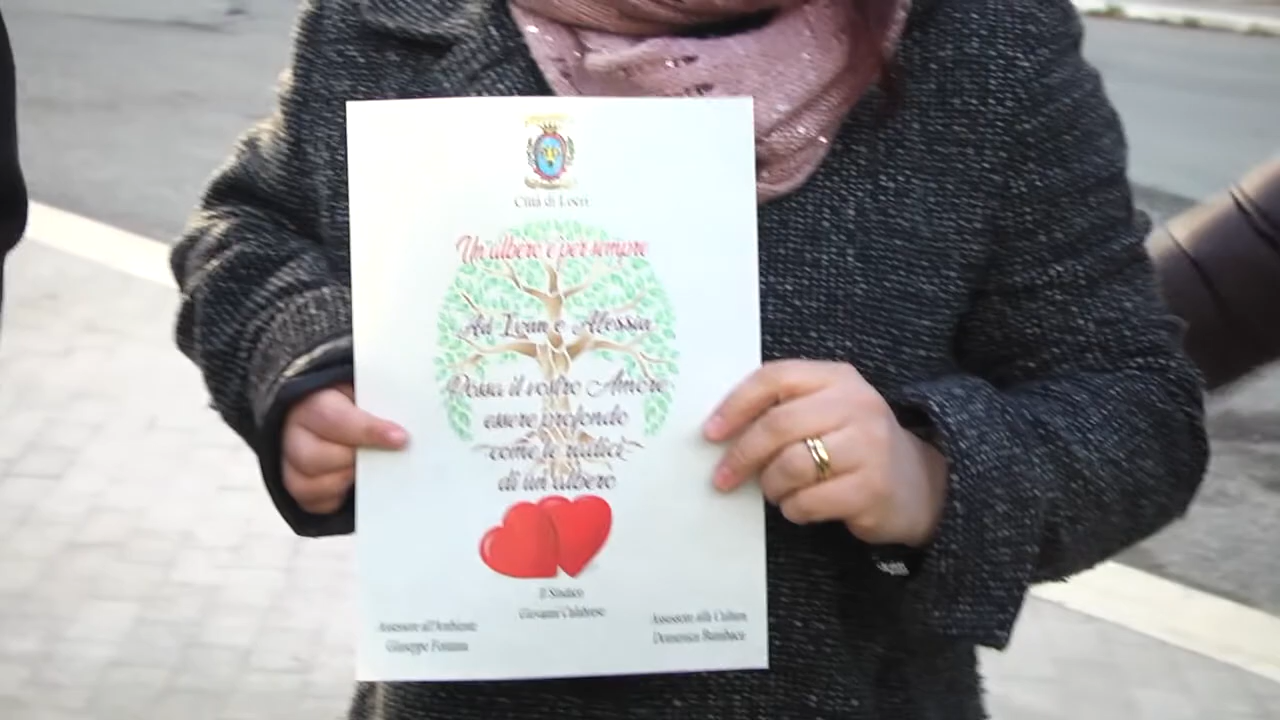 Città di Locri
Un albero è per sempre
Ad Ivan e Alessia
Possa il vostro Amore
essere profondo
come le radici
di un albero
Il Sindaco
Giovanni Calabrese
Assessore all'Ambiente
Giuseppe Fontana
Assessore Alla Cultura
Domenica Bumbaca